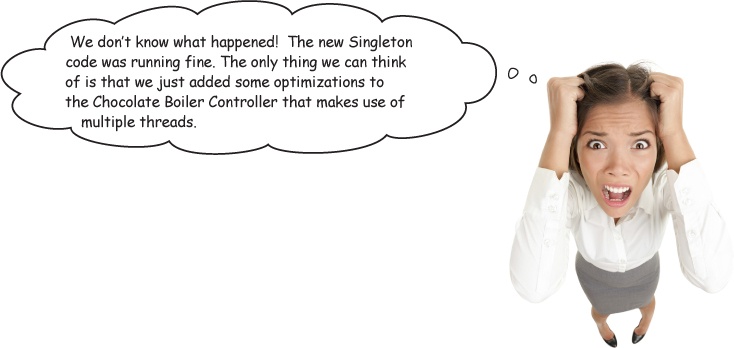 We don’t know what happened!  The new Singleton
code was running fine. The only thing we can think
of is that we just added some optimizations to
the Chocolate Boiler Controller that makes use of
multiple threads.